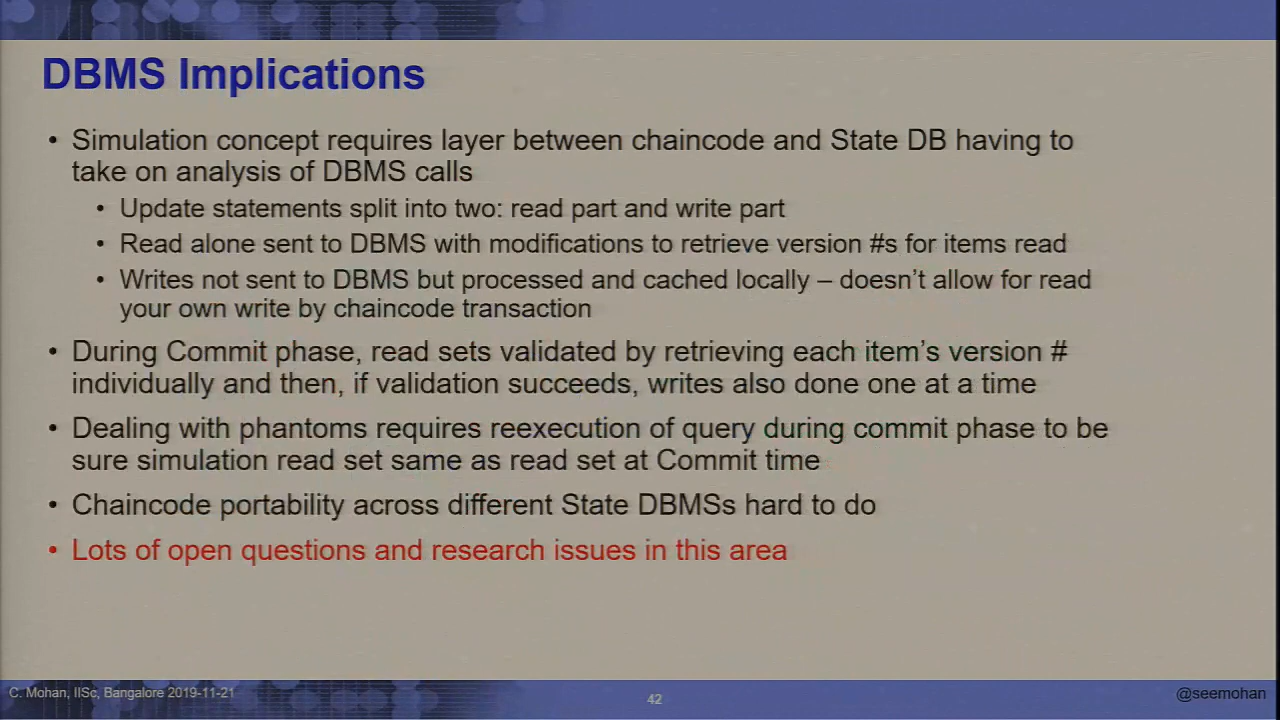 DBMS Implications
• Simulation concept requires layer between chaincode and State DB having to
take on analysis of DBMS calls
• Update statements split into two: read part and write part
• Read alone sent to DBMS with modifications to retrieve version #s for items read
• Writes not sent to DBMS but processed and cached locally – doesn’t allow for read
your own write by chaincode transaction
• During Commit phase, read sets validated by retrieving each item’s version #
individually and then, if validation succeeds, writes also done one at a time
• Dealing with phantoms requires reexecution of query during commit phase to be
sure simulation read set same as read set at Commit time
• Chaincode portability across different State DBMSs hard to do
• Lots of open questions and research issues in this area
C. Mohan, IISc, Bangalore 2019-11-21
42
@seemohan